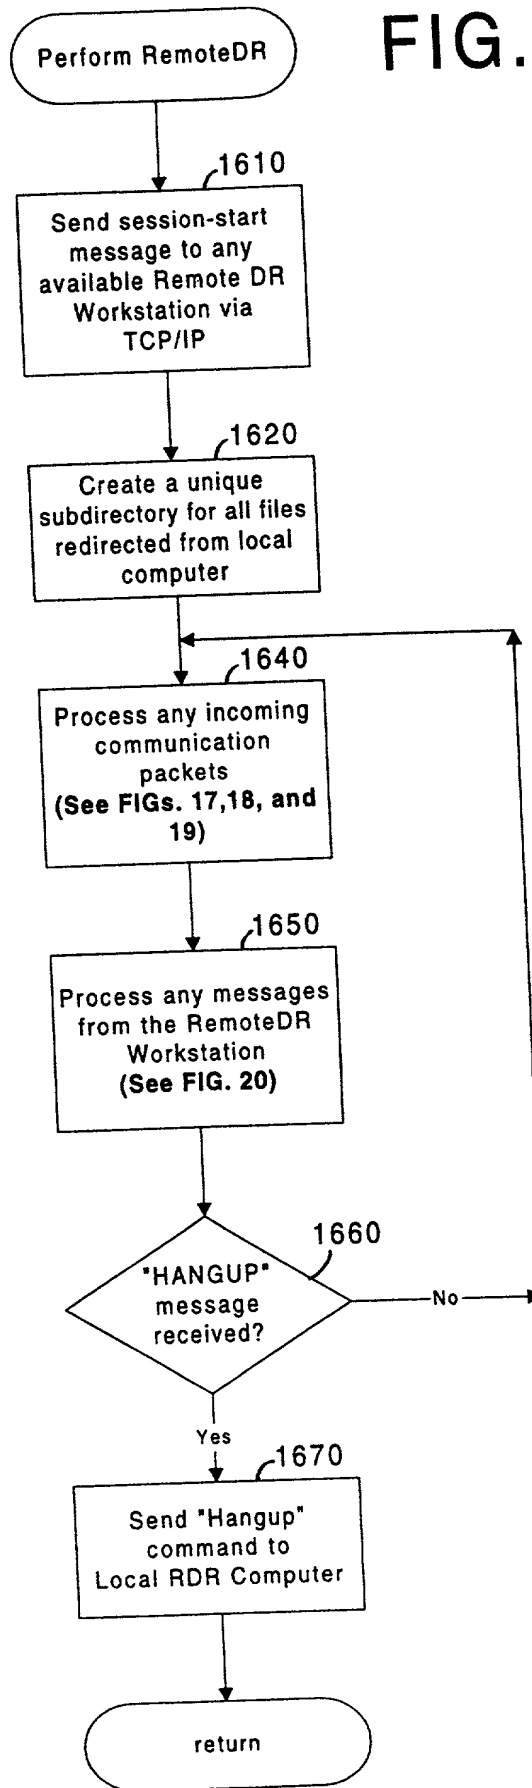 FIG.
Perform RemoteDR
1610
Send session-start
message to any
available Remote DR
Workstation via
TCP/IP
1620
Create a unique
subdirectory for all files
redirected from local
computer
1640
Process any incoming
communication
packets
(See FIGs. 17,18, and
19)
1650
Process any messages
from the RemoteDR
Workstation
(See FIG. 20)
1660
"HANGUP"
message
received?
No
Yes
1670
Send "Hangup"
command to
Local RDR Computer
return